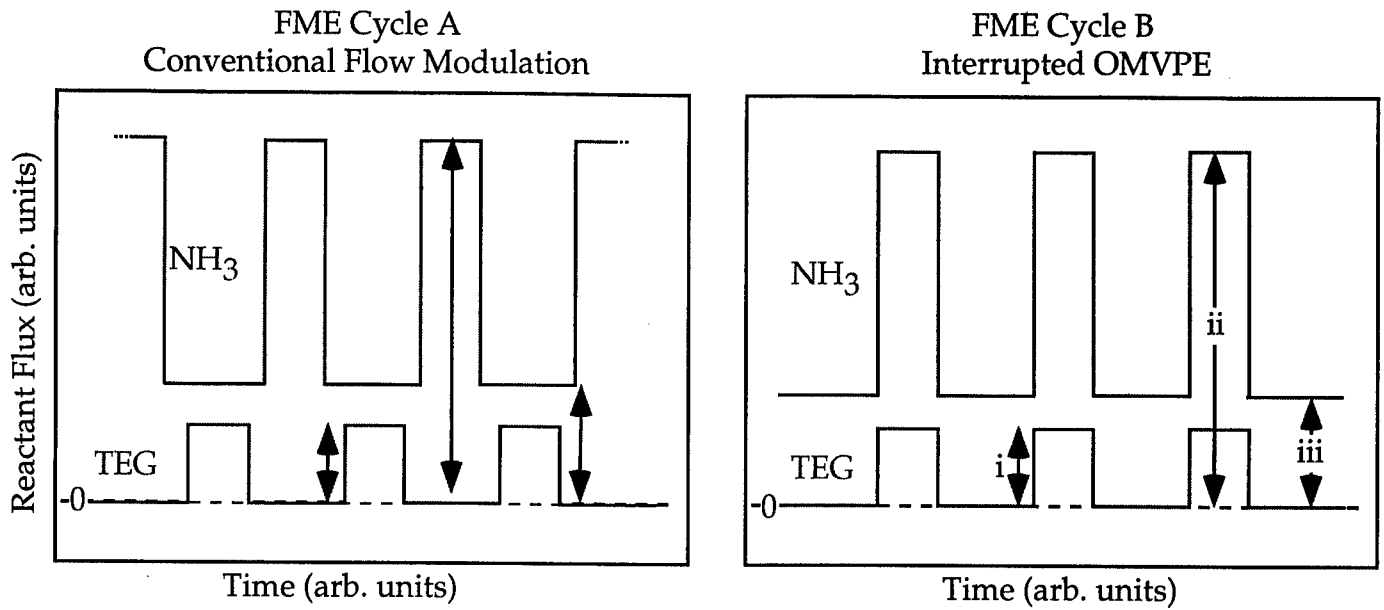 FME Cycle A
Conventional Flow Modulation
FME Cycle B
Interrupted OMVPE
Reactant Flux (arb. units)
NH3
TEG
-0
Time (arb. units)
NH3
TEG
-0
i
ii
iii
Time (arb. units)